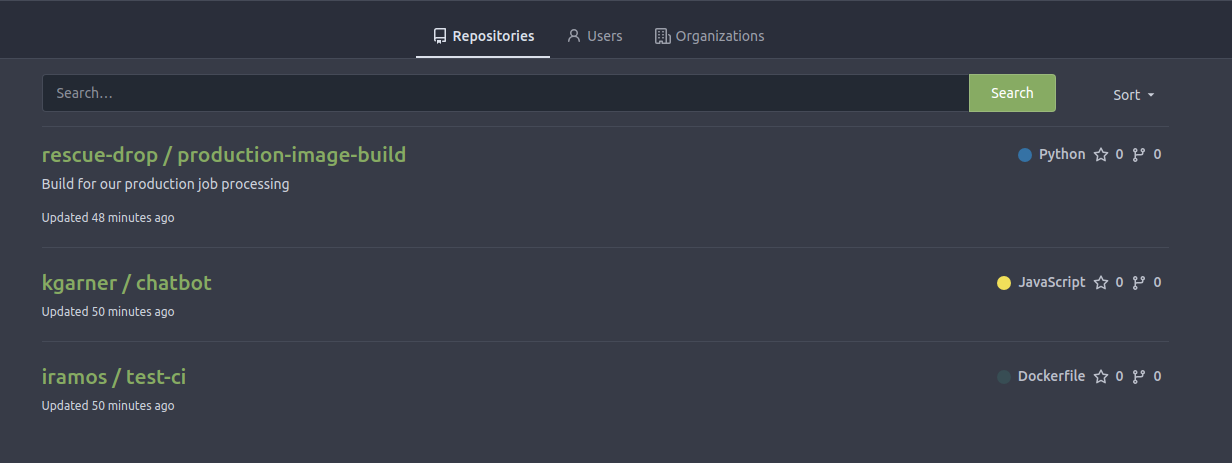 Repositories Users Organizations
Search… Search Sort
rescue-drop / production-image-build Python 0 0
Build for our production job processing
Updated 48 minutes ago
kgarner / chatbot JavaScript 0 0
Updated 50 minutes ago
iramos / test-ci Dockerfile 0 0
Updated 50 minutes ago